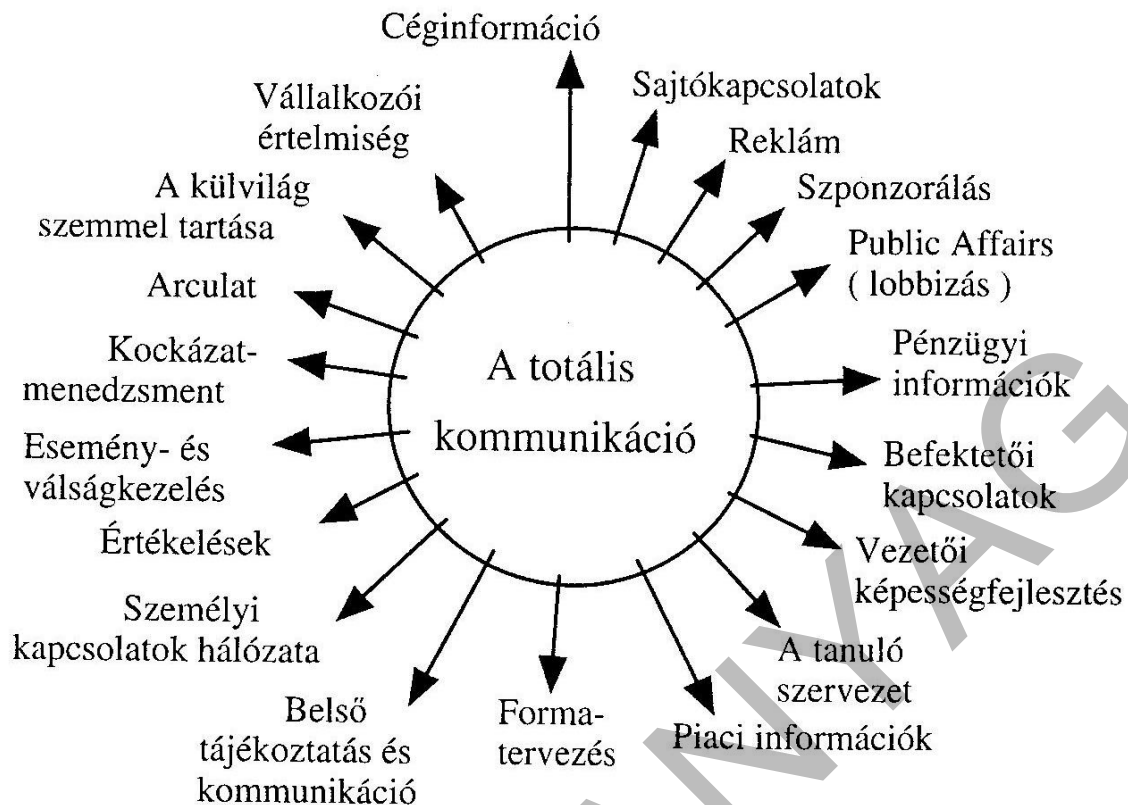 Céginformáció
Sajtókapcsolatok
Reklám
Szponzorálás
Public Affairs
( lobbizás )
Pénzügyi
információk
Befektetői
kapcsolatok
Vezetői
képességfejlesztés
A tanuló
szervezet
Piaci információk
Forma-
tervezés
Belső
tájékoztatás és
kommunikáció
Személyi
kapcsolatok hálózata
Értékelések
Esemény- és
válságkezelés
Kockázat-
menedzsment
Arculat
A külvilág
szemmel tartása
Vállalkozói
értelmiség
A totális
kommunikáció
NYAG